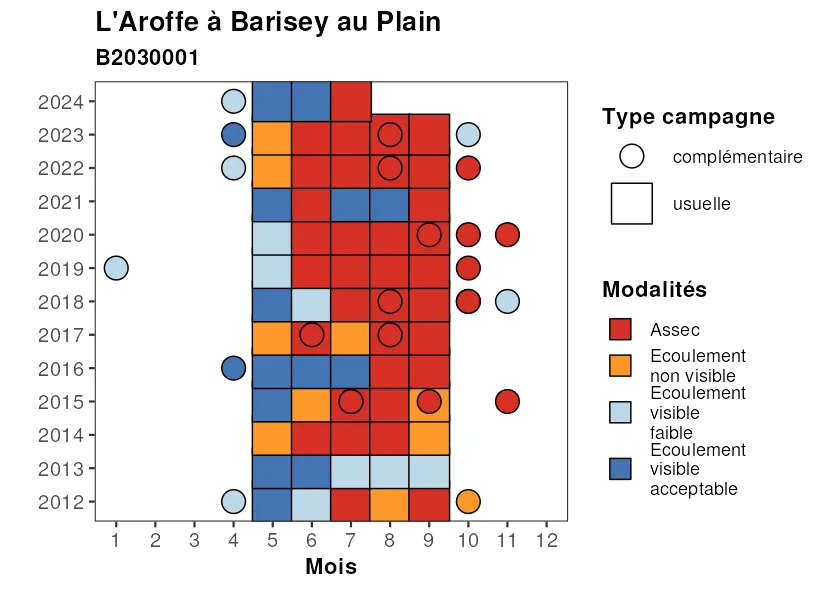 L'Aroffe à Barisey au Plain
B2030001
2024
2023
2022
2021
2020
2019
2018
2017
2016
2015
2014
2013
2012
1 2 3 4 5 6 7 8 9 10 11 12
Mois
Type campagne
complémentaire
usuelle
Modalités
Assec
Ecoulement
non visible
Ecoulement
visible
faible
Ecoulement
visible
acceptable